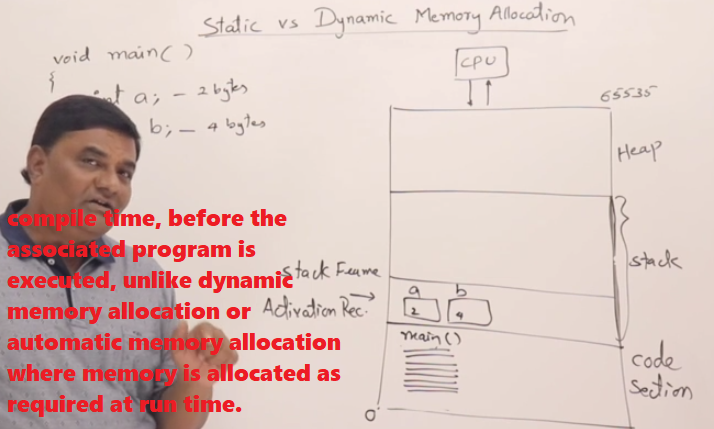 Static vs Dynamic Memory Allocation
void main( )
{
int a; - 2 bytes
b; - 4 bytes
CPU
65535
Heap
stack
stack Frame
Activation Rec.
a b
2 4
main()
code
Section
0
compile time, before the
associated program is
executed, unlike dynamic
memory allocation or
automatic memory allocation
where memory is allocated as
required at run time.